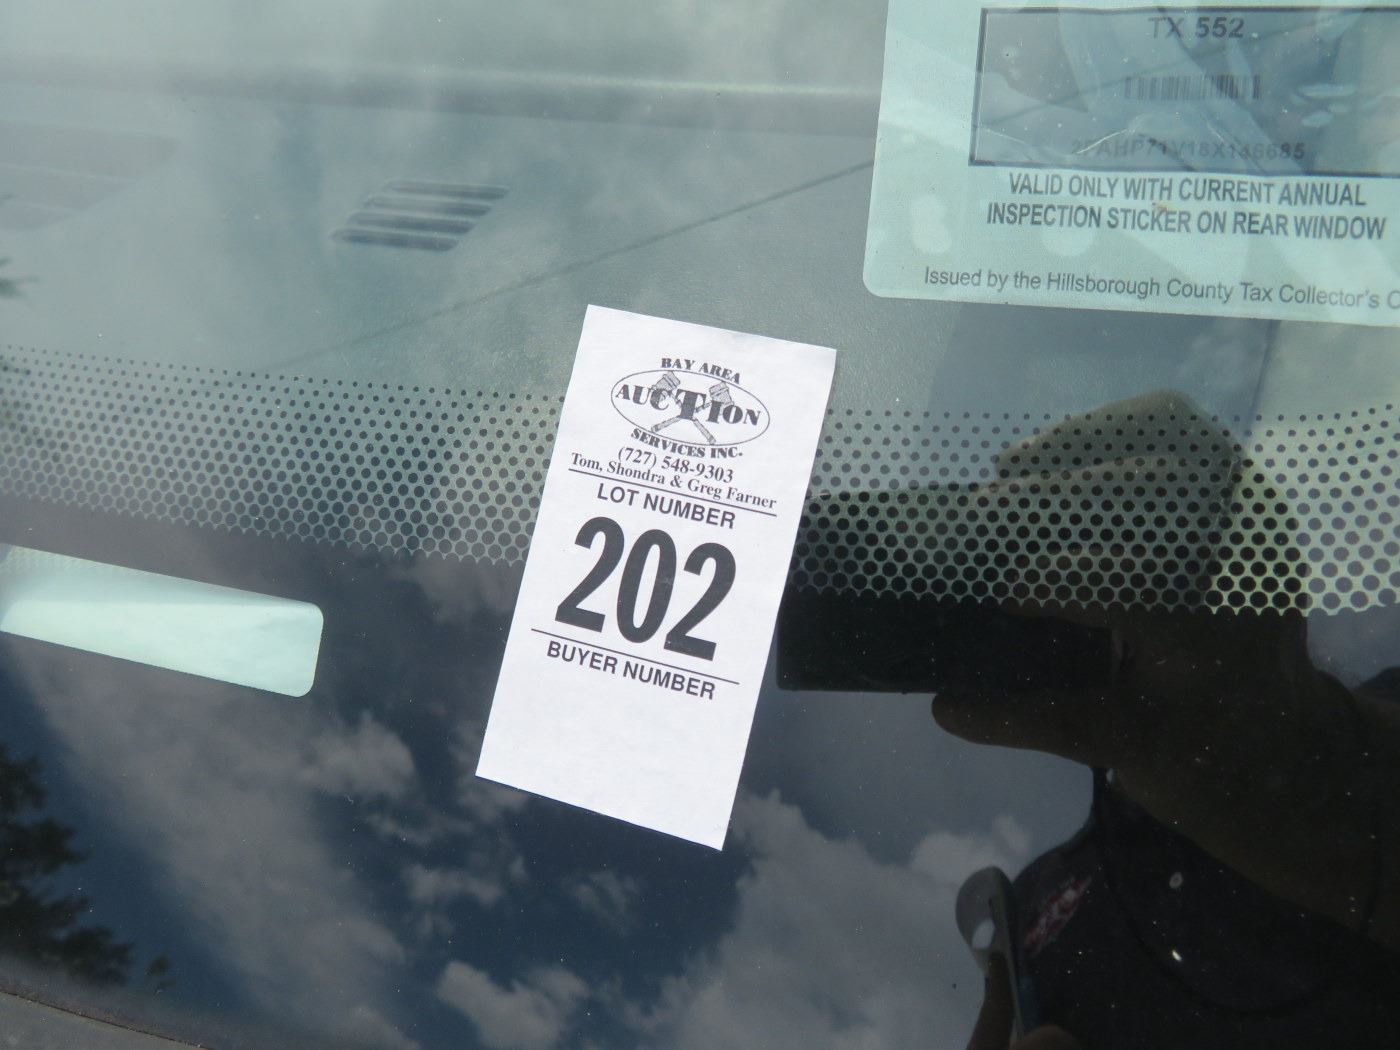 TX 552
2FAHP71V18X146685
VALID ONLY WITH CURRENT ANNUAL
INSPECTION STICKER ON REAR WINDOW
Issued by the Hillsborough County Tax Collector's
BAY AREA
AUCTION
SERVICES INC.
(727) 548-9303
Tom, Shondra & Greg Farner
LOT NUMBER
202
BUYER NUMBER